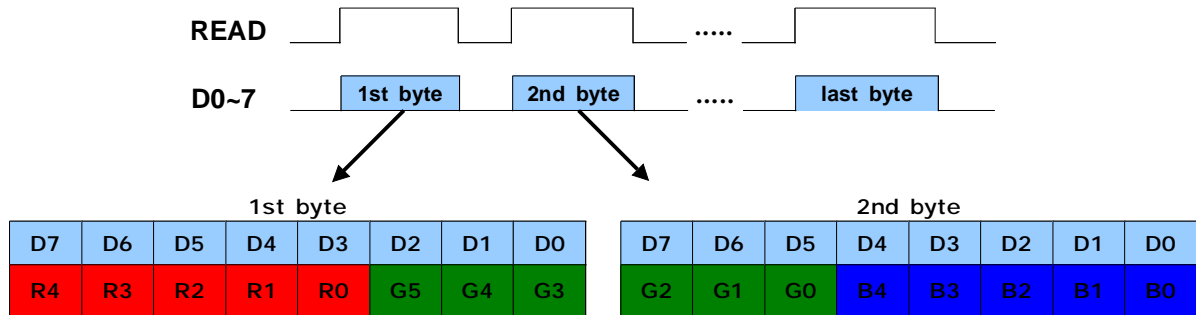 READ .....
D0~7 1st byte 2nd byte ..... last byte
1st byte 2nd byte
D7 D6 D5 D4 D3 D2 D1 D0 D7 D6 D5 D4 D3 D2 D1 D0
R4 R3 R2 R1 R0 G5 G4 G3 G2 G1 G0 B4 B3 B2 B1 B0